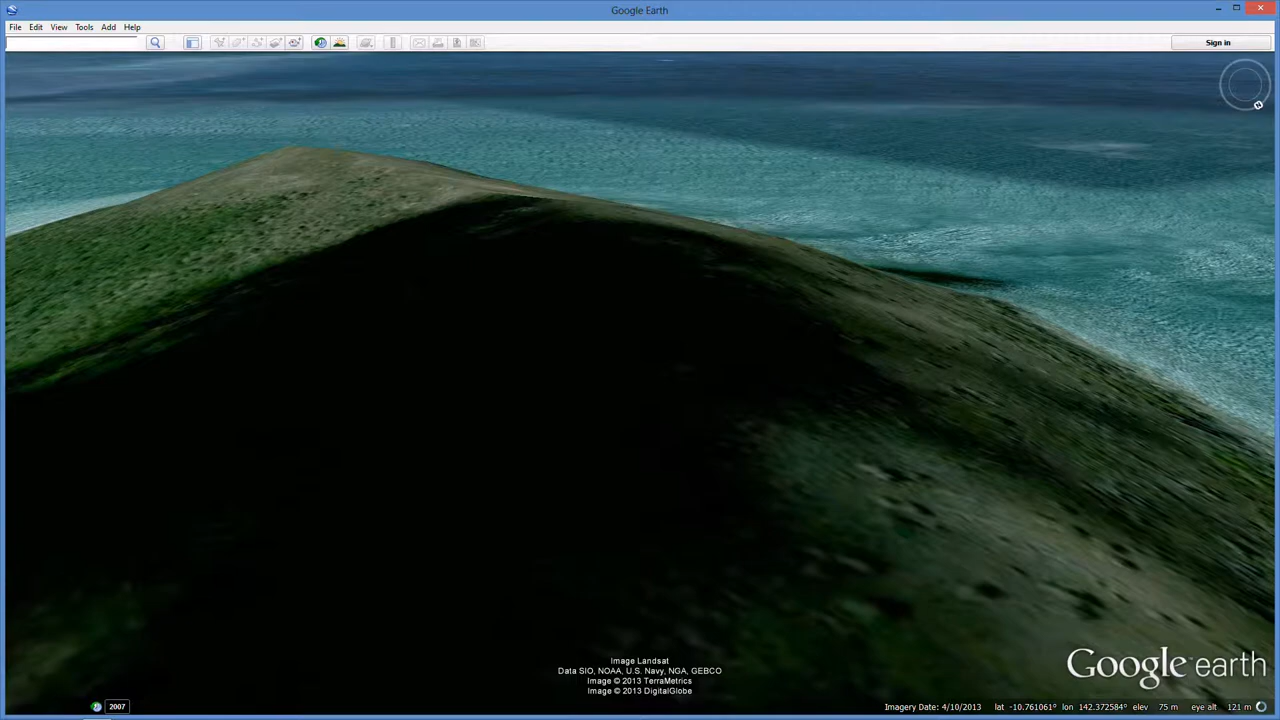 Google Earth
File Edit View Tools Add Help
Sign in
Image Landsat
Data SIO, NOAA, U.S. Navy, NGA, GEBCO
Image © 2013 TerraMetrics
Image © 2013 DigitalGlobe
Google earth
2007
Imagery Date: 4/10/2013 lat -10.761061° lon 142.372584° elev 75 m eye alt 121 m